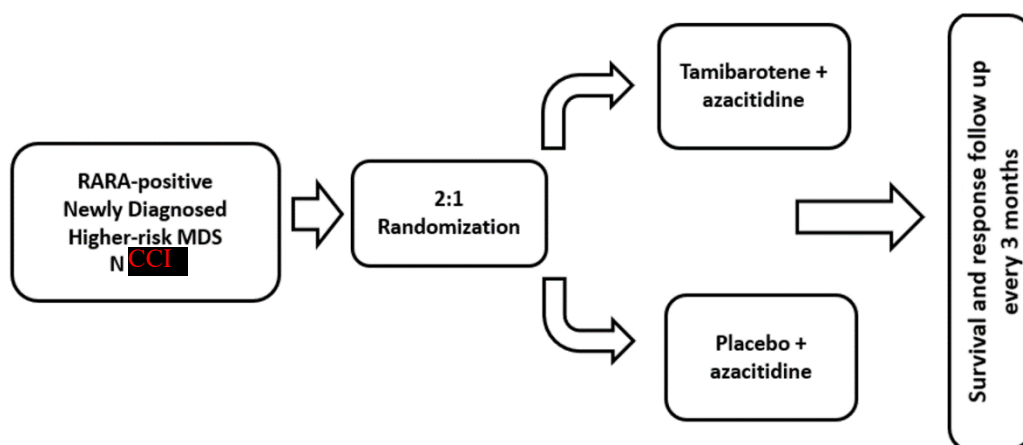 RARA-positive
Newly Diagnosed
Higher-risk MDS
N CCI
2:1
Randomization
Tamibarotene +
azacitidine
Placebo +
azacitidine
Survival and response follow up
every 3 months